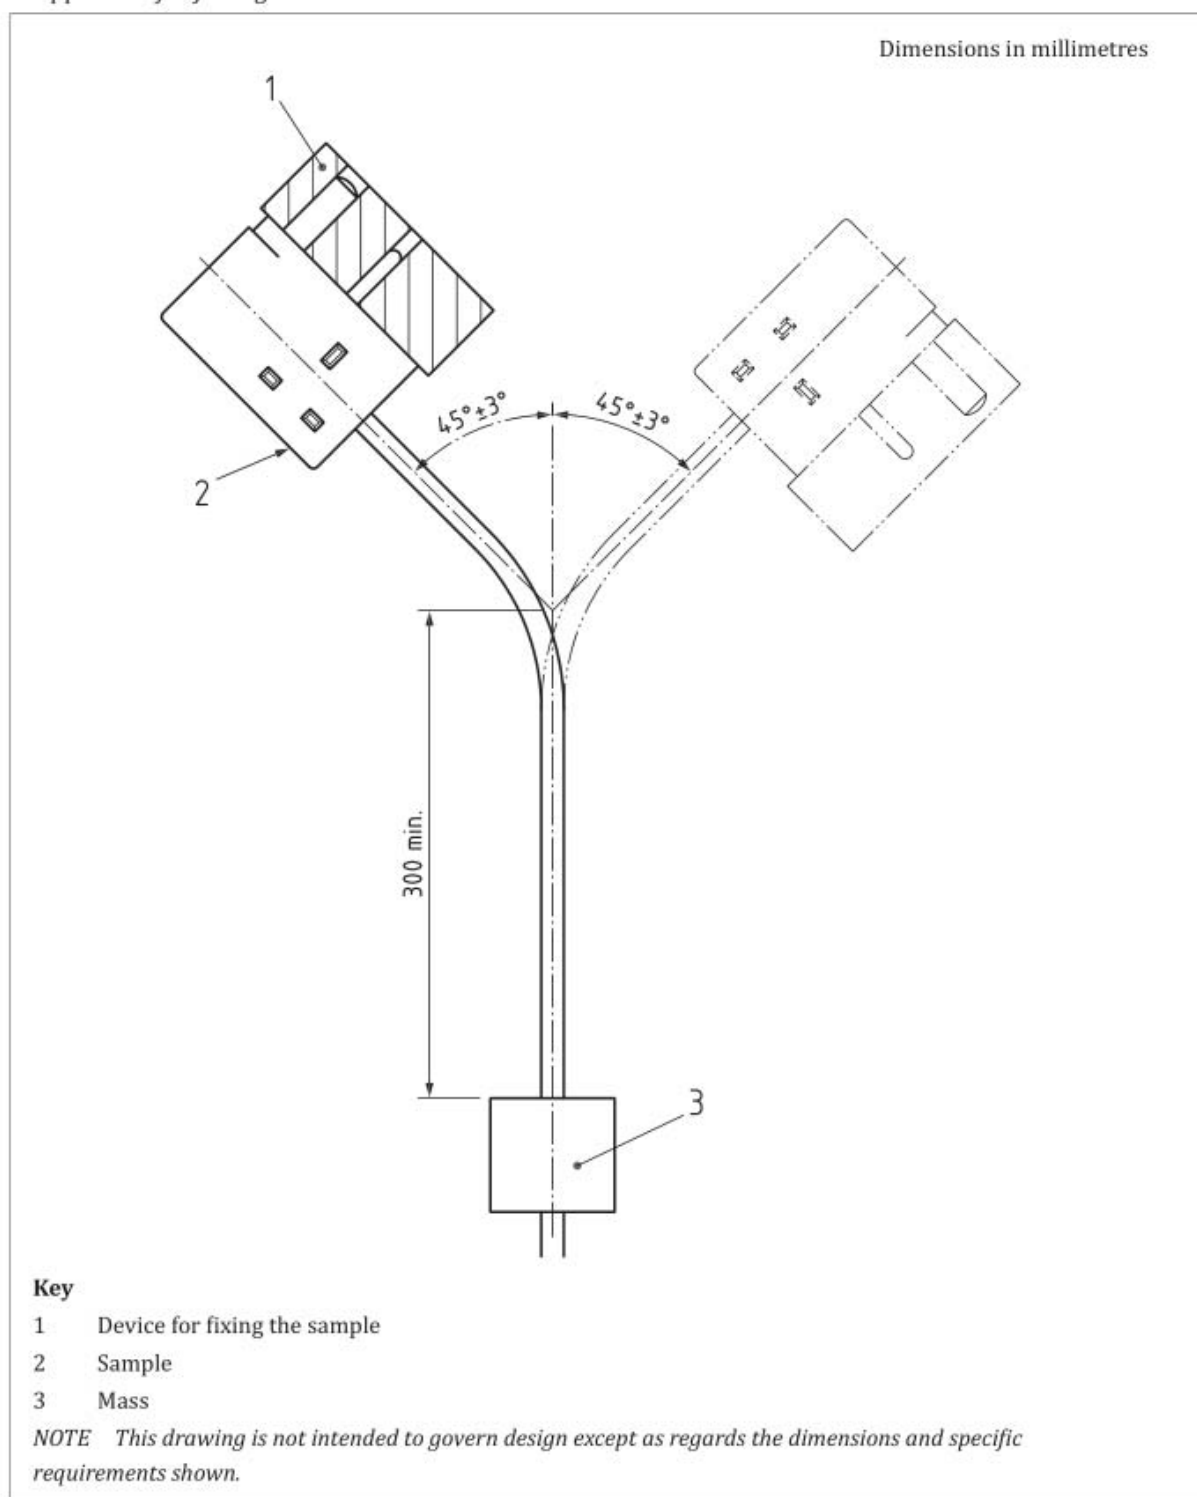 Dimensions in millimetres
1
45°±3°
45°±3°
2
300 min.
3
Key
1 Device for fixing the sample
2 Sample
3 Mass
NOTE This drawing is not intended to govern design except as regards the dimensions and specific
requirements shown.